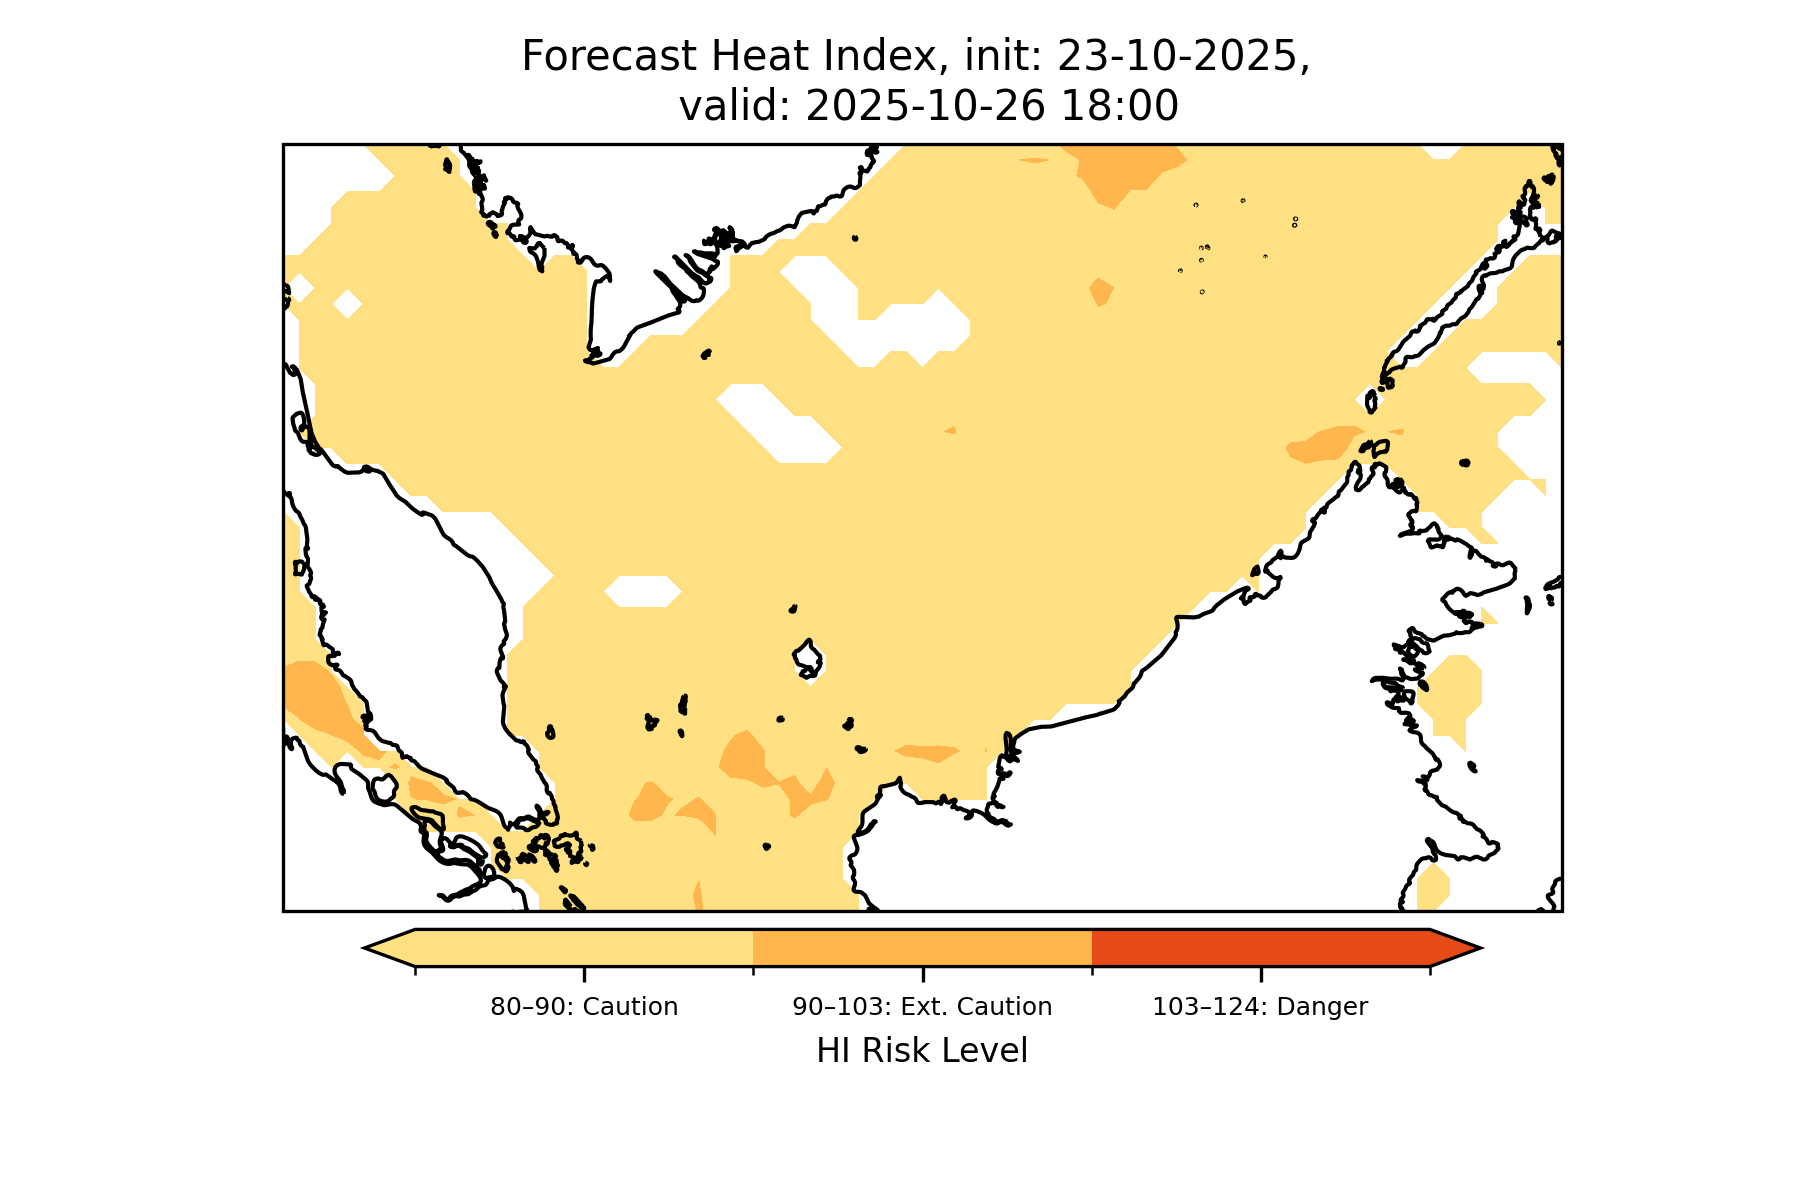 Forecast Heat Index, init: 23-10-2025,
valid: 2025-10-26 18:00
80–90: Caution
90–103: Ext. Caution
103–124: Danger
HI Risk Level